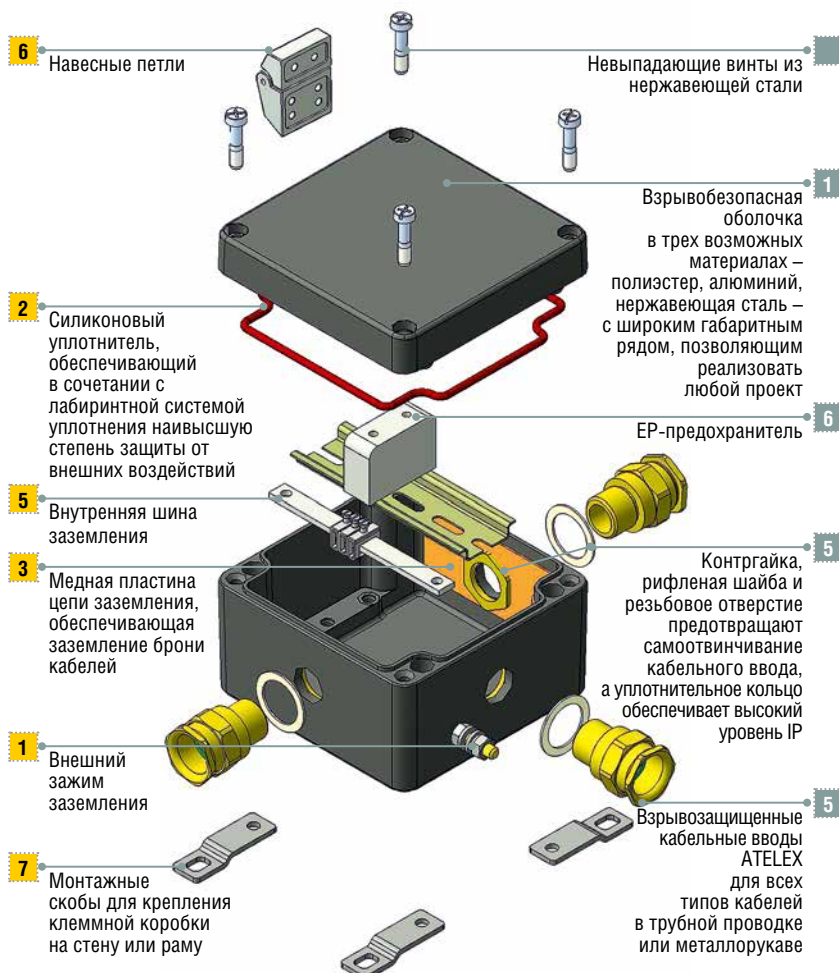 6
Навесные петли
Невыпадающие винты из
нержавеющей стали
1
Взрывобезопасная
оболочка
в трех возможных
материалах –
полиэстер, алюминий,
нержавеющая сталь –
с широким габаритным
рядом, позволяющим
реализовать
любой проект
2
Силиконовый
уплотнитель,
обеспечивающий
в сочетании с
лабиринтной системой
уплотнения наивысшую
степень защиты от
внешних воздействий
6
EP-предохранитель
5
Внутренняя шина
заземления
5
Контргайка,
рифленая шайба и
резьбовое отверстие
предотвращают
самоотвинчивание
кабельного ввода,
а уплотнительное кольцо
обеспечивает высокий
уровень IP
3
Медная пластина
цепи заземления,
обеспечивающая
заземление брони
кабелей
1
Внешний
зажим
заземления
5
Взрывозащищенные
кабельные вводы
ATELEX
для всех
типов кабелей
в трубной проводке
или металлорукаве
7
Монтажные
скобы для крепления
клеммной коробки
на стену или раму